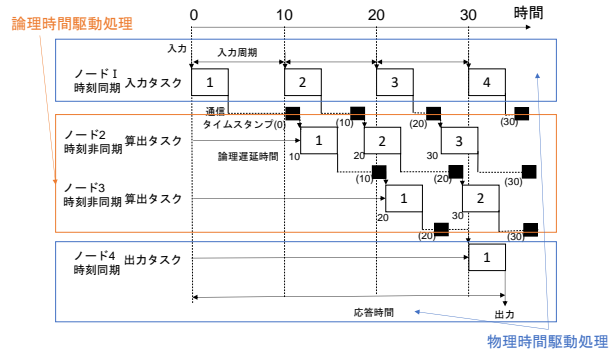 0 10 20 30 時間
論理時間駆動処理
入力 入力周期
ノードⅠ
時刻同期 入力タスク 1 2 3 4
通信
タイムスタンプ(0) (10) (20) (30)
ノード2
時刻非同期 算出タスク 1 2 3
10 20 30
論理遅延時間
(10) (20) (30)
ノード3
時刻非同期 算出タスク 1 2
20 30
(20) (30)
ノード4
時刻同期 出力タスク 1
応答時間 出力
物理時間駆動処理